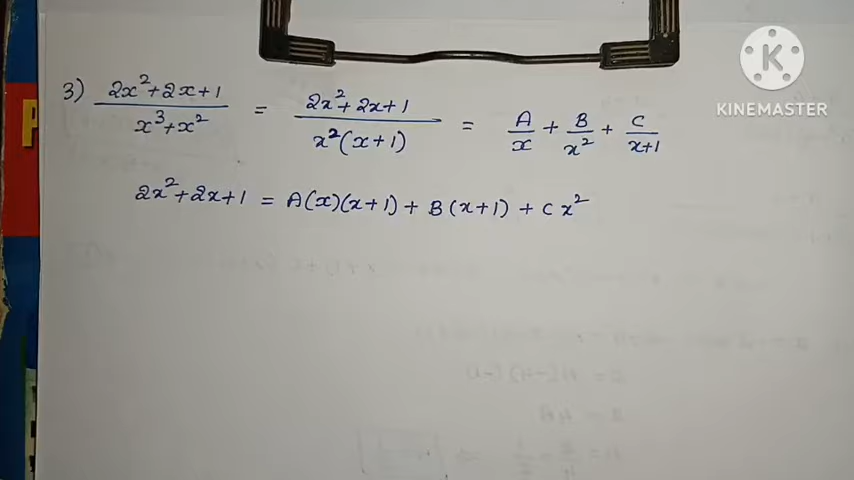 K
KINEMASTER
3) (2x²+2x+1)/(x³+x²) = (2x²+2x+1)/(x²(x+1)) = A/x + B/x² + C/(x+1)
2x²+2x+1 = A(x)(x+1) + B(x+1) + Cx²